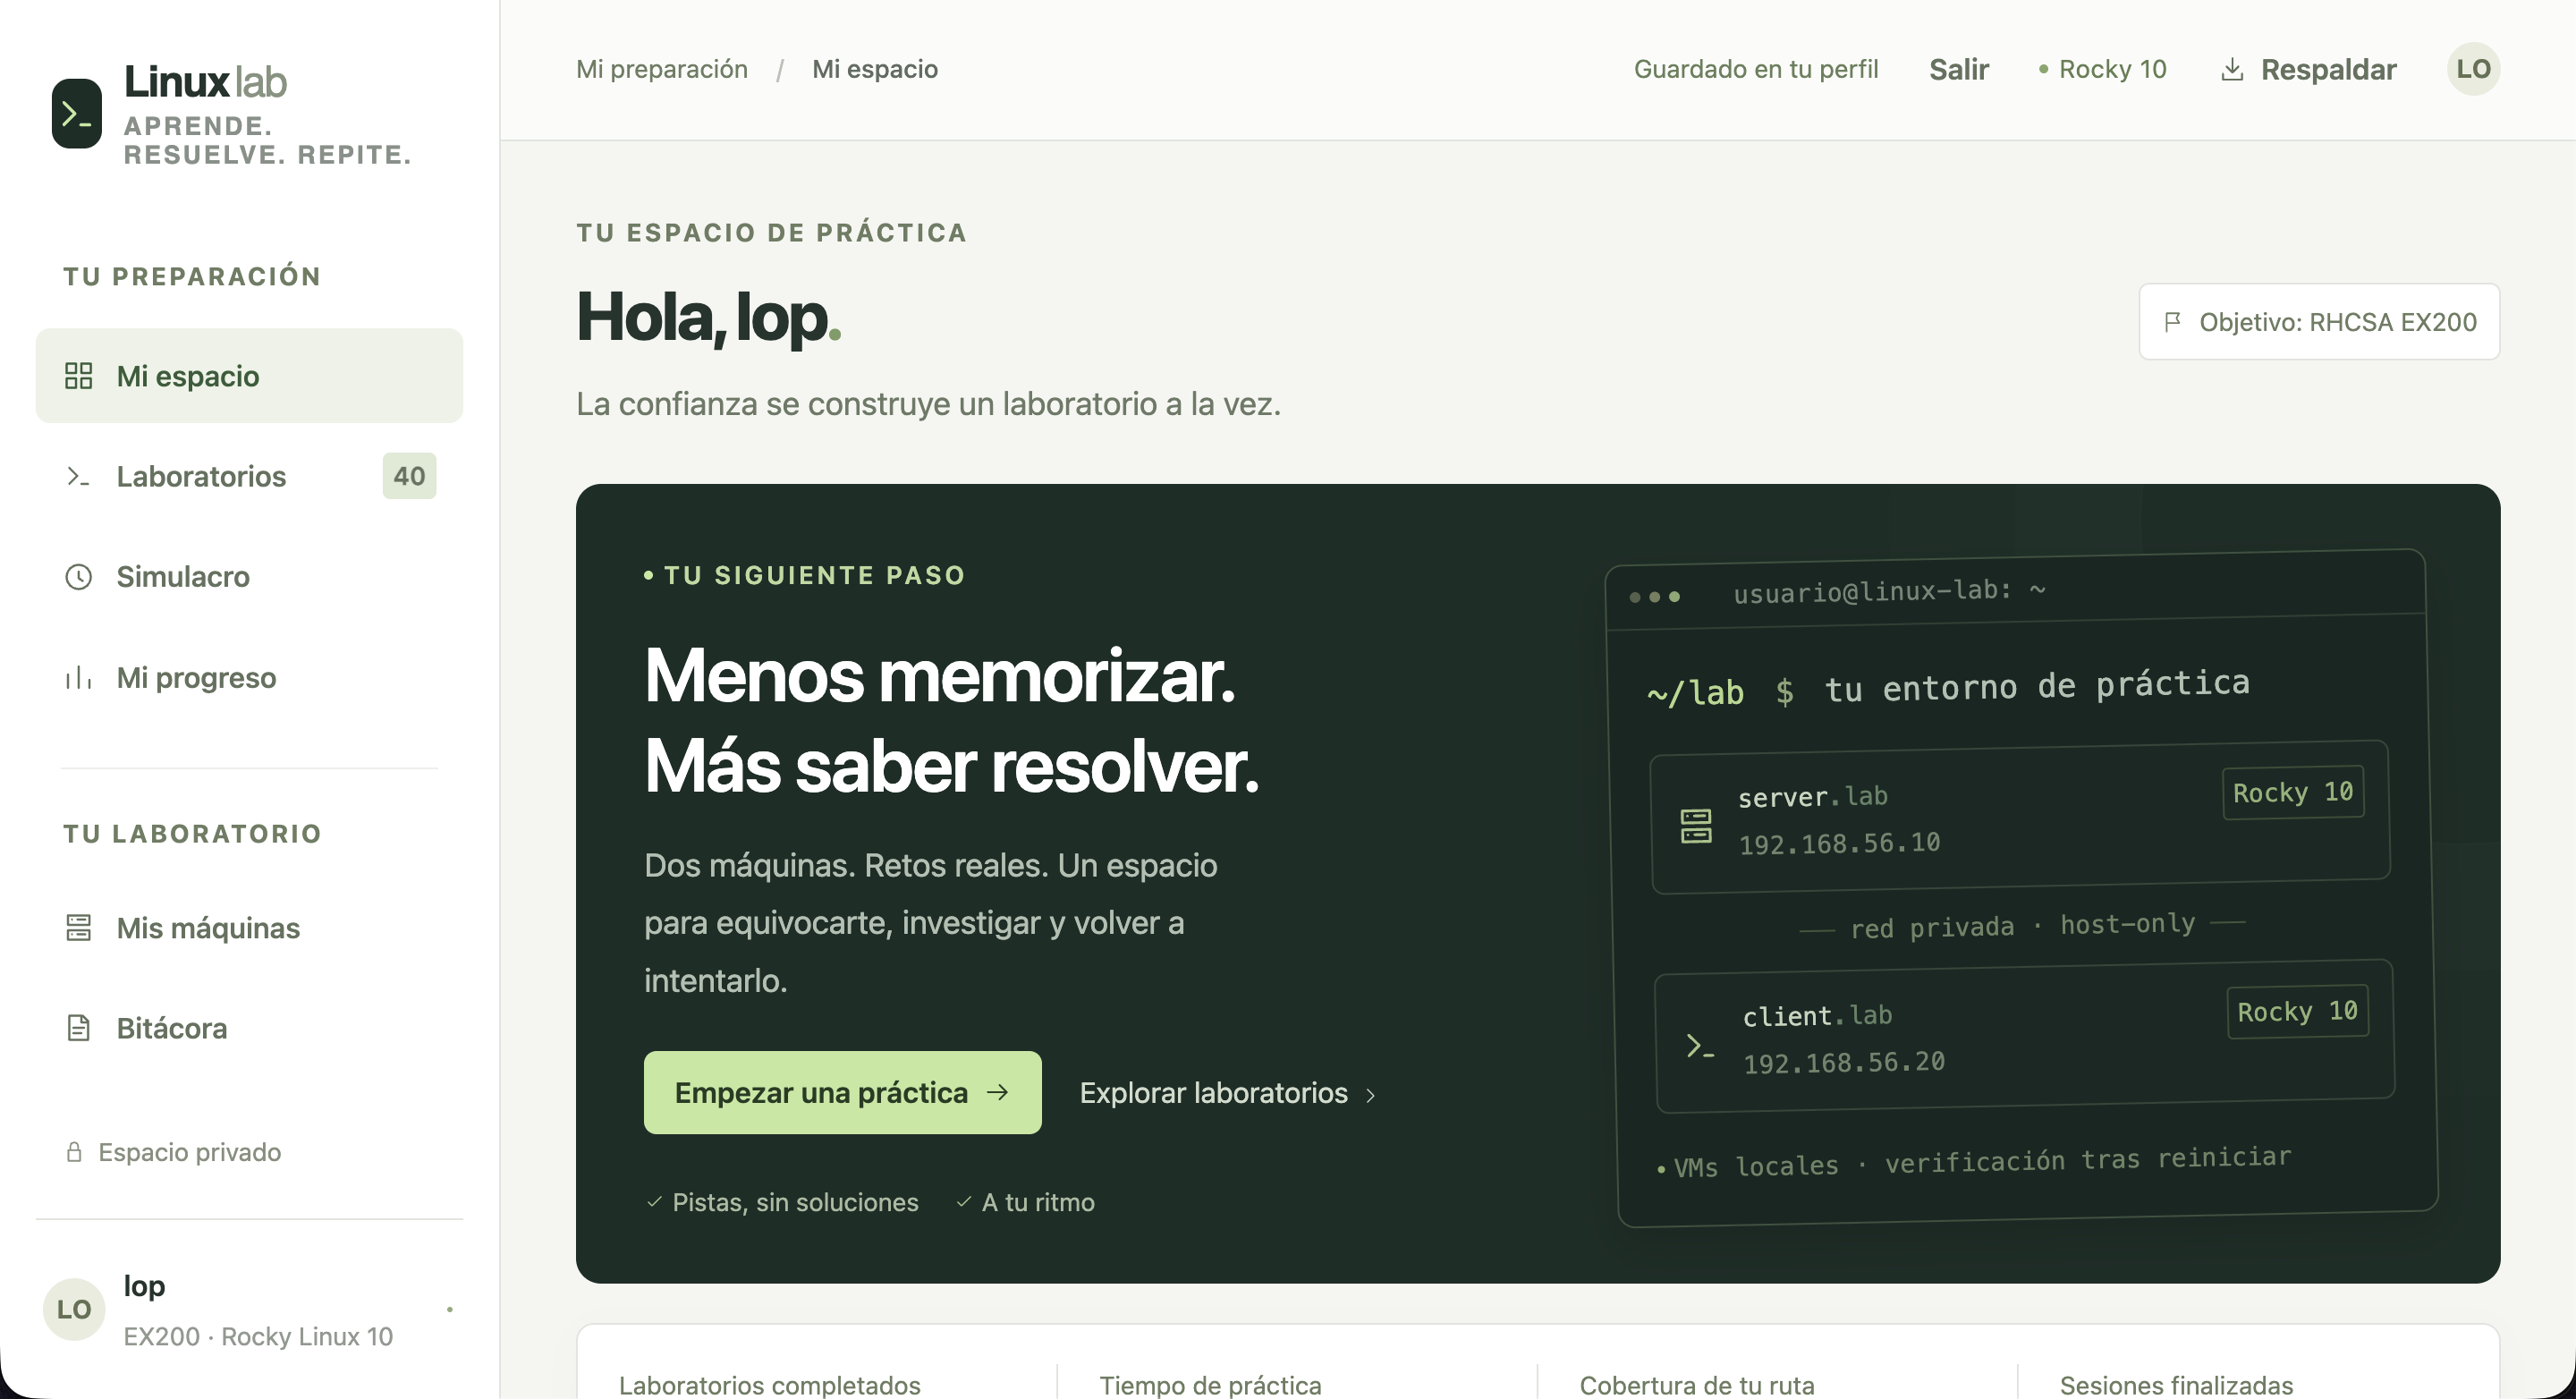 Linux lab
APRENDE.
RESUELVE. REPITE.
TU PREPARACIÓN
Mi espacio
Laboratorios 40
Simulacro
Mi progreso
TU LABORATORIO
Mis máquinas
Bitácora
Espacio privado
LO lop
EX200 · Rocky Linux 10
Mi preparación / Mi espacio
Guardado en tu perfil Salir • Rocky 10 Respaldar LO
TU ESPACIO DE PRÁCTICA
Hola, lop.
Objetivo: RHCSA EX200
La confianza se construye un laboratorio a la vez.
• TU SIGUIENTE PASO
Menos memorizar.
Más saber resolver.
Dos máquinas. Retos reales. Un espacio
para equivocarte, investigar y volver a
intentarlo.
Empezar una práctica → Explorar laboratorios ›
✓ Pistas, sin soluciones ✓ A tu ritmo
usuario@linux-lab: ~
~/lab $ tu entorno de práctica
server.lab Rocky 10
192.168.56.10
red privada · host-only
client.lab Rocky 10
192.168.56.20
• VMs locales · verificación tras reiniciar
Laboratorios completados Tiempo de práctica Cobertura de tu ruta Sesiones finalizadas